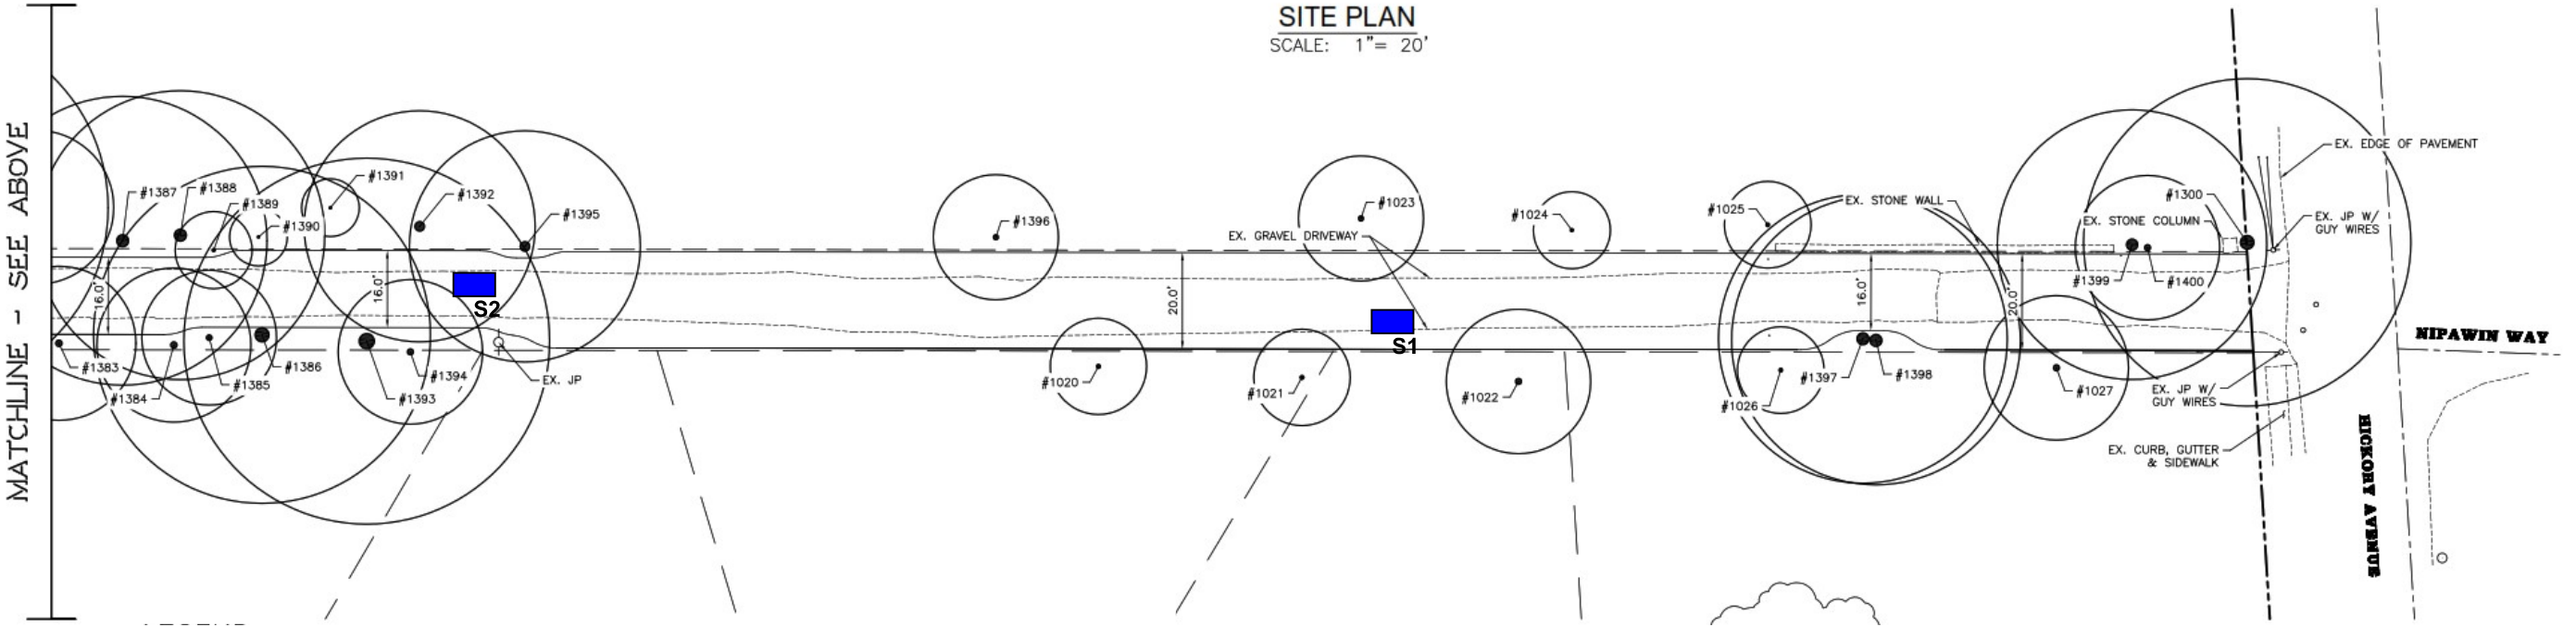 SITE PLAN
SCALE: 1"= 20'
MATCHLINE - SEE ABOVE
#1387
#1388
#1389
#1390
#1391
#1392
#1395
#1396
#1023
#1024
#1025
EX. GRAVEL DRIVEWAY
EX. STONE WALL
EX. STONE COLUMN
#1300
EX. EDGE OF PAVEMENT
EX. JP W/
GUY WIRES
#1399
#1400
16.0'
16.0'
S2
20.0'
S1
16.0'
20.0'
#1383
#1384
#1385
#1386
#1393
#1394
EX. JP
#1020
#1021
#1022
#1026
#1397
#1398
#1027
EX. JP W/
GUY WIRES
EX. CURB, GUTTER
& SIDEWALK
NIPAWIN WAY
HICKORY AVENUE